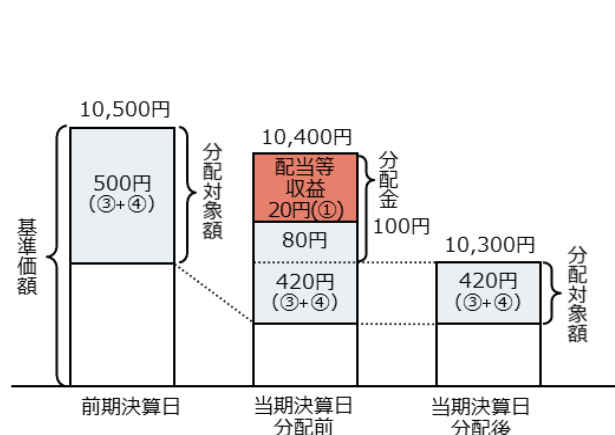 10,500円
500円
(③+④)
分配対象額
基準価額
前期決算日
10,400円
配当等
収益
20円(①)
80円
420円
(③+④)
分配金
100円
当期決算日
分配前
10,300円
420円
(③+④)
分配対象額
当期決算日
分配後